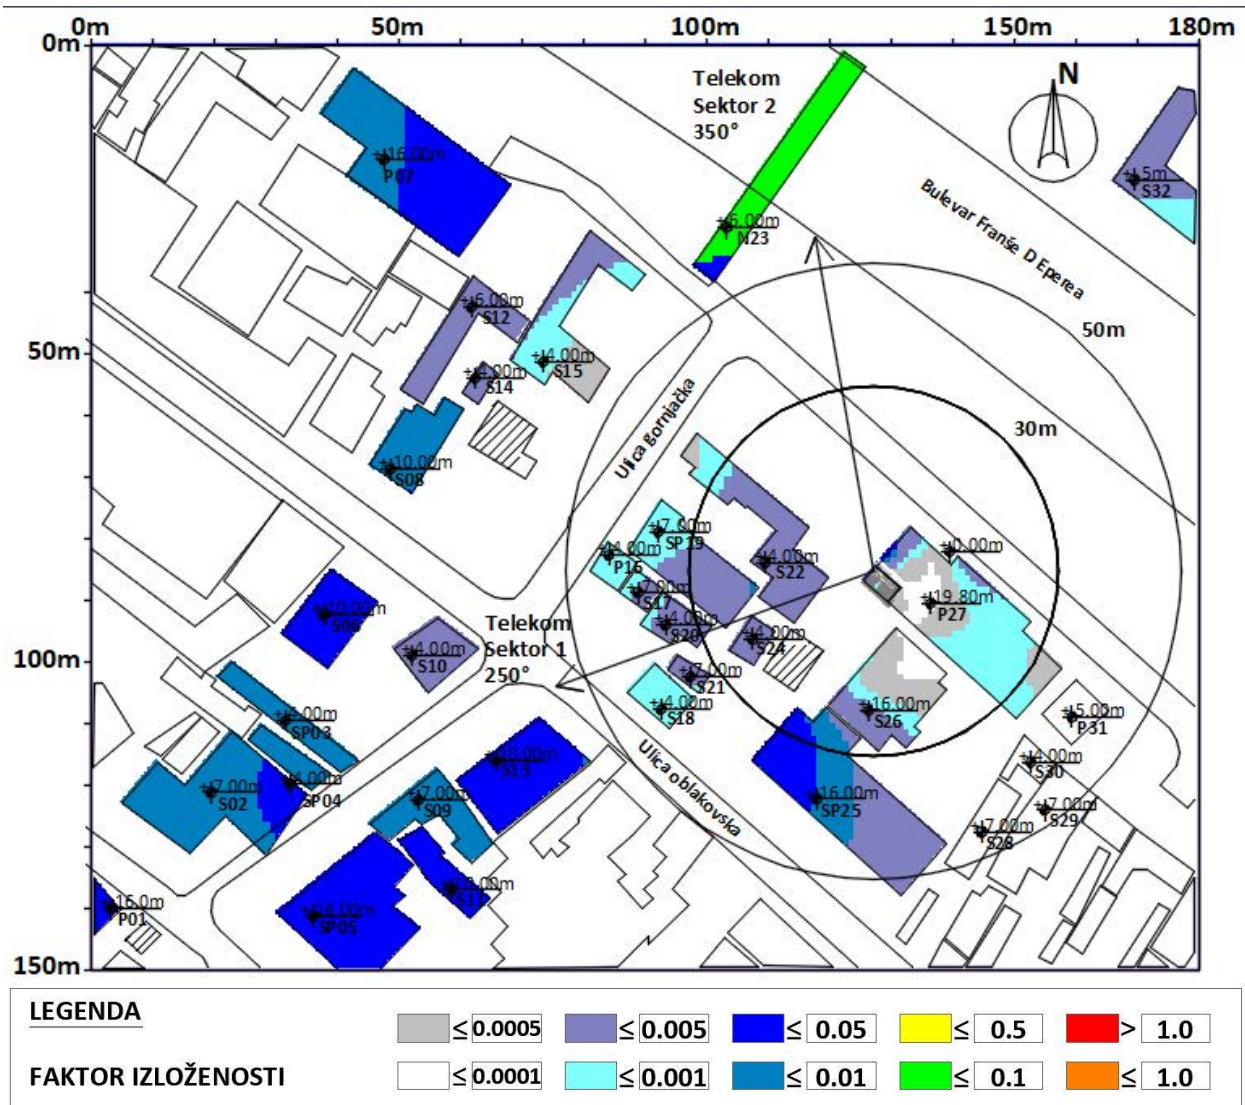 0m 50m 100m 150m 180m
0m
50m
100m
150m
Telekom
Sektor 2
350°
N
Bulevar Franše D Eperea
+16.00m
P07
+5m
S32
N23
50m
30m
+6.00m
S12
+4.00m
S15
+4.00m
S14
Ulica gornjačka
+10.00m
S08
+7.00m
SP19
+4.00m
P16
+4.00m
S22
+0.00m
+7.00m
S17
+19.80m
P27
+4.00m
S20
+10.00m
S06
+4.00m
S10
Telekom
Sektor 1
250°
+4.00m
S24
+7.00m
S21
+4.00m
S18
+16.00m
S26
+5.00m
P31
SP03
Ulica oblakovska
+10.00m
S13
+4.00m
S30
+7.00m
S02
+4.00m
SP04
+7.00m
S09
+16.00m
SP25
+7.00m
S29
+7.00m
S28
S11
+16.0m
P01
+16.00m
SP05
LEGENDA
≤ 0.0005 ≤ 0.005 ≤ 0.05 ≤ 0.5 > 1.0
FAKTOR IZLOŽENOSTI
≤ 0.0001 ≤ 0.001 ≤ 0.01 ≤ 0.1 ≤ 1.0